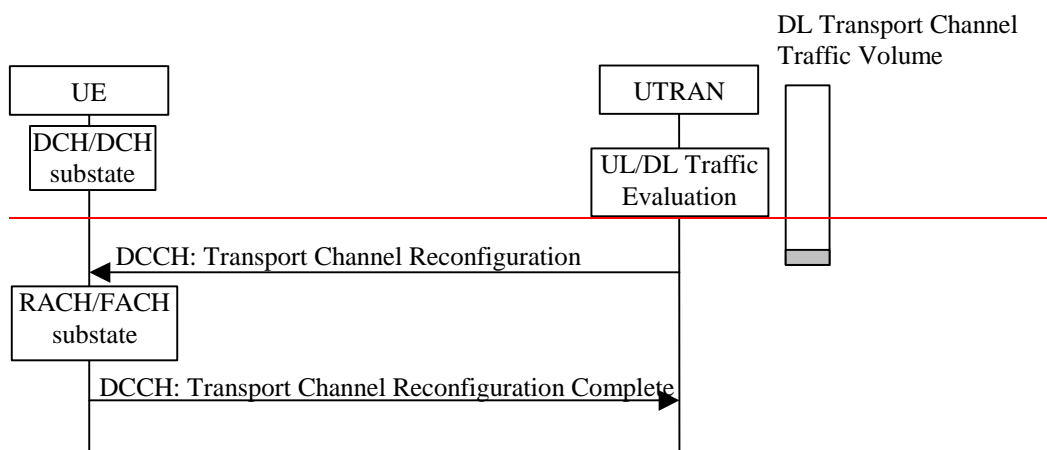 DL Transport Channel
Traffic Volume
UE
UTRAN
DCH/DCH
substate
UL/DL Traffic
Evaluation
DCCH: Transport Channel Reconfiguration
RACH/FACH
substate
DCCH: Transport Channel Reconfiguration Complete